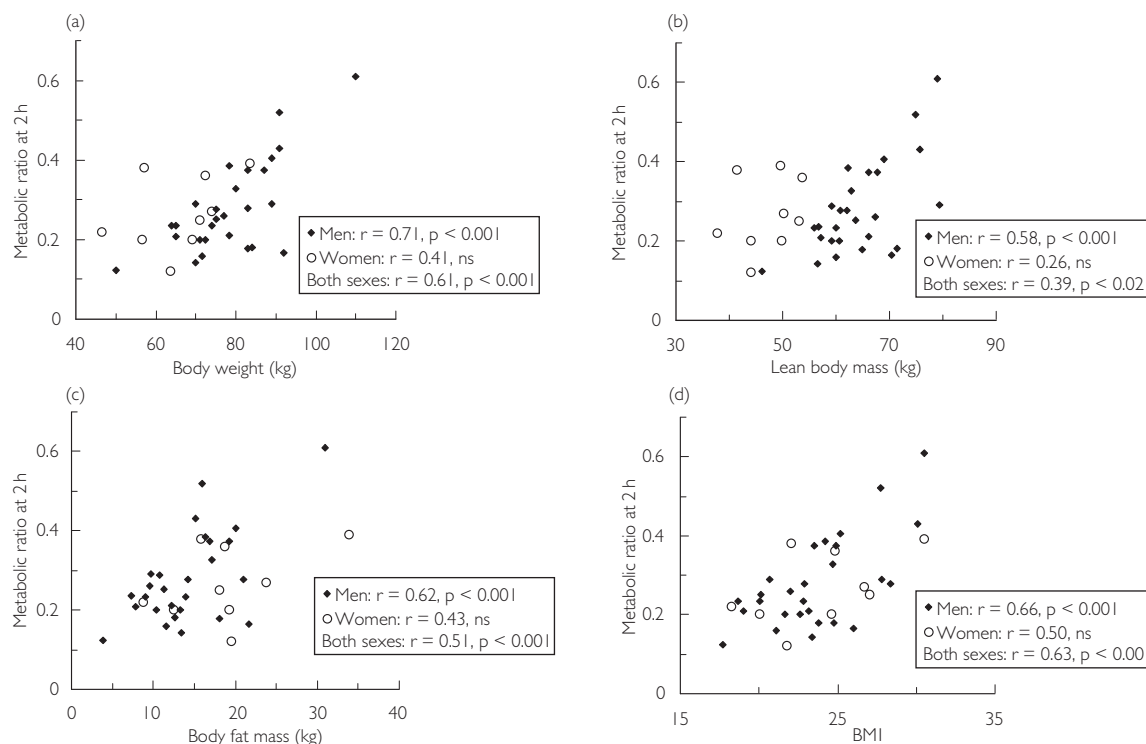 (a)
Metabolic ratio at 2 h
0.6
0.4
0.2
0
40 60 80 100 120
Body weight (kg)
Men: r = 0.71, p < 0.001
Women: r = 0.41, ns
Both sexes: r = 0.61, p < 0.001
(b)
Metabolic ratio at 2 h
0.6
0.4
0.2
0
30 50 70 90
Lean body mass (kg)
Men: r = 0.58, p < 0.001
Women: r = 0.26, ns
Both sexes: r = 0.39, p < 0.02
(c)
Metabolic ratio at 2 h
0.6
0.4
0.2
0
0 10 20 30 40
Body fat mass (kg)
Men: r = 0.62, p < 0.001
Women: r = 0.43, ns
Both sexes: r = 0.51, p < 0.001
(d)
Metabolic ratio at 2 h
0.6
0.4
0.2
0
15 25 35
BMI
Men: r = 0.66, p < 0.001
Women: r = 0.50, ns
Both sexes: r = 0.63, p < 0.00